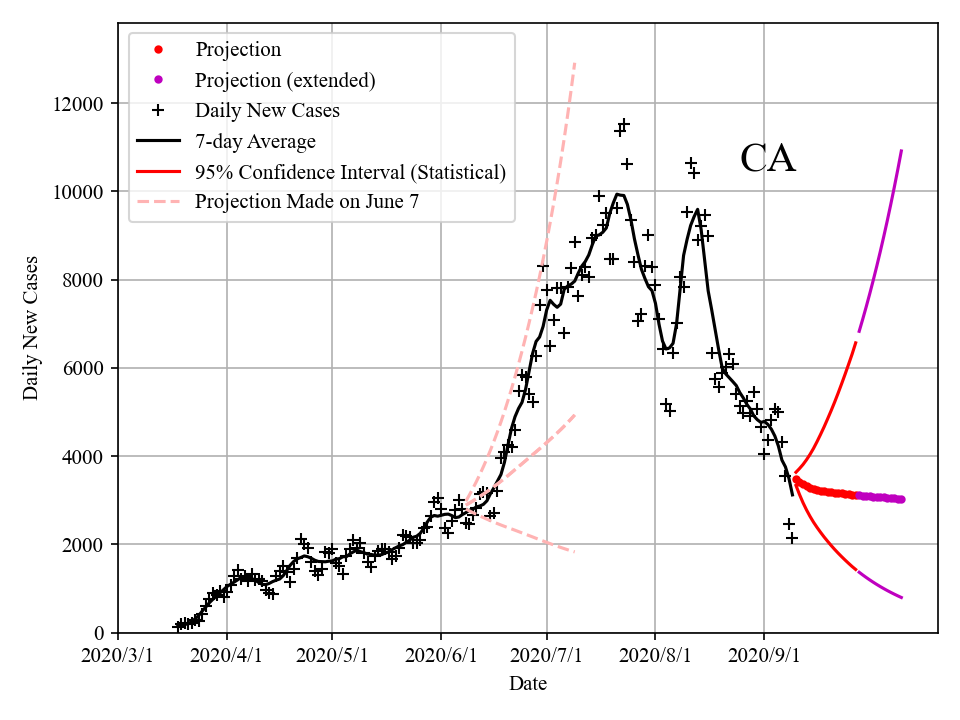 Projection
Projection (extended)
Daily New Cases
7-day Average
95% Confidence Interval (Statistical)
Projection Made on June 7
CA
12000
10000
8000
6000
4000
2000
0
Daily New Cases
2020/3/1 2020/4/1 2020/5/1 2020/6/1 2020/7/1 2020/8/1 2020/9/1
Date